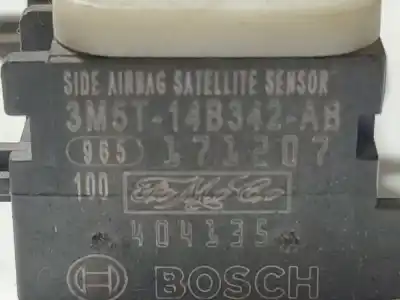 SIDE AIRBAG SATELLITE SENSOR
3M5T-14B342-AB
965 171207
100
404135
BOSCH